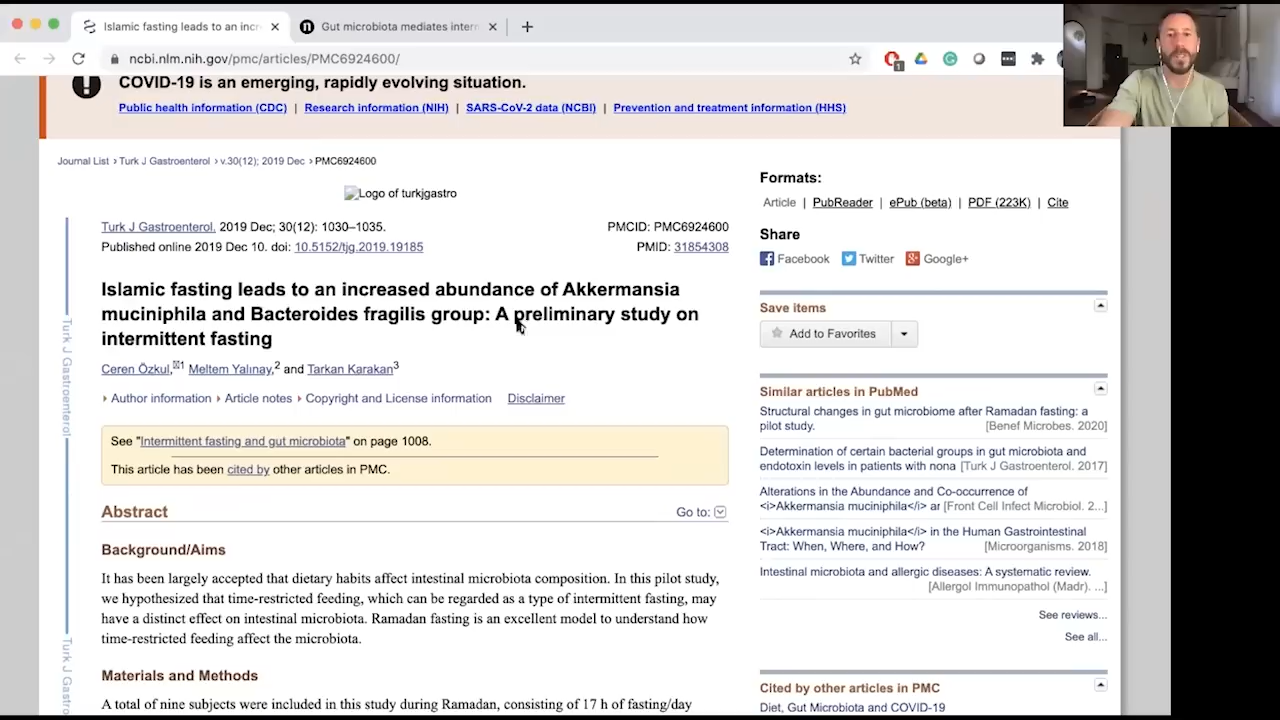 Islamic fasting leads to an incr
Gut microbiota mediates interm
ncbi.nlm.nih.gov/pmc/articles/PMC6924600/
1
COVID-19 is an emerging, rapidly evolving situation.
Public health information (CDC) | Research information (NIH) | SARS-CoV-2 data (NCBI) | Prevention and treatment information (HHS)
Journal List > Turk J Gastroenterol > v.30(12); 2019 Dec > PMC6924600
Logo of turkjgastro
Turk J Gastroenterol. 2019 Dec; 30(12): 1030–1035.
PMCID: PMC6924600
Published online 2019 Dec 10. doi: 10.5152/tjg.2019.19185
PMID: 31854308
Islamic fasting leads to an increased abundance of Akkermansia
muciniphila and Bacteroides fragilis group: A preliminary study on
intermittent fasting
Ceren Özkul,1 Meltem Yalınay,2 and Tarkan Karakan3
Author information Article notes Copyright and License information Disclaimer
See "Intermittent fasting and gut microbiota" on page 1008.
This article has been cited by other articles in PMC.
Abstract
Go to:
Background/Aims
It has been largely accepted that dietary habits affect intestinal microbiota composition. In this pilot study,
we hypothesized that time-restricted feeding, which can be regarded as a type of intermittent fasting, may
have a distinct effect on intestinal microbiota. Ramadan fasting is an excellent model to understand how
time-restricted feeding affect the microbiota.
Materials and Methods
A total of nine subjects were included in this study during Ramadan, consisting of 17 h of fasting/day
Turk J Gastroenterol
Turk J Gastro
Formats:
Article | PubReader | ePub (beta) | PDF (223K) | Cite
Share
Facebook Twitter Google+
Save items
Add to Favorites
Similar articles in PubMed
Structural changes in gut microbiome after Ramadan fasting: a
pilot study. [Benef Microbes. 2020]
Determination of certain bacterial groups in gut microbiota and
endotoxin levels in patients with nona [Turk J Gastroenterol. 2017]
Alterations in the Abundance and Co-occurrence of
<i>Akkermansia muciniphila</i> ar [Front Cell Infect Microbiol. 2...]
<i>Akkermansia muciniphila</i> in the Human Gastrointestinal
Tract: When, Where, and How? [Microorganisms. 2018]
Intestinal microbiota and allergic diseases: A systematic review.
[Allergol Immunopathol (Madr). ...]
See reviews...
See all...
Cited by other articles in PMC
Diet, Gut Microbiota and COVID-19